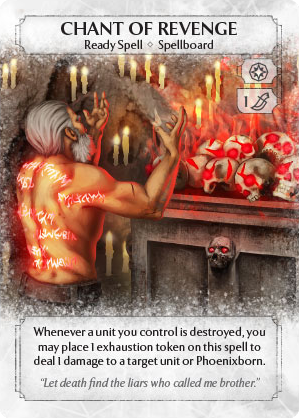 CHANT OF REVENGE
Ready Spell ◇ Spellboard
1
Whenever a unit you control is destroyed, you
may place 1 exhaustion token on this spell to
deal 1 damage to a target unit or Phoenixborn.
“Let death find the liars who called me brother.”